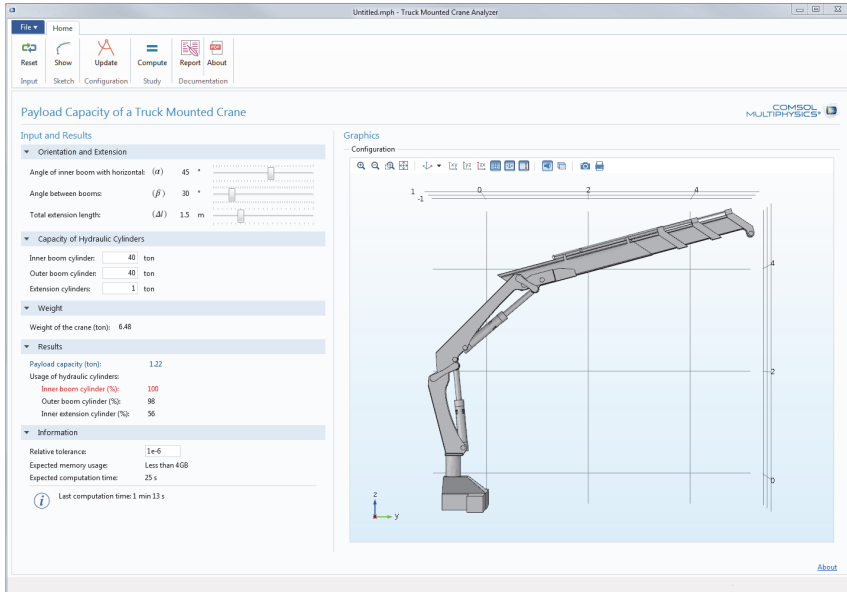 Untitled.mph - Truck Mounted Crane Analyzer
File ▾ Home
Reset Show Update Compute Report About
Input Sketch Configuration Study Documentation
Payload Capacity of a Truck Mounted Crane
COMSOL
MULTIPHYSICS®
Input and Results
Orientation and Extension
Angle of inner boom with horizontal: (α) 45 °
Angle between booms: (β) 30 °
Total extension length: (Δl) 1.5 m
Capacity of Hydraulic Cylinders
Inner boom cylinder: 40 ton
Outer boom cylinder: 40 ton
Extension cylinders: 1 ton
Weight
Weight of the crane (ton): 6.48
Results
Payload capacity (ton): 1.22
Usage of hydraulic cylinders:
Inner boom cylinder (%): 100
Outer boom cylinder (%): 98
Inner extension cylinder (%): 56
Information
Relative tolerance: 1e-6
Expected memory usage: Less than 4GB
Expected computation time: 25 s
i Last computation time: 1 min 13 s
Graphics
Configuration
1 0 2 4
-1
4
2
0
z
y
About